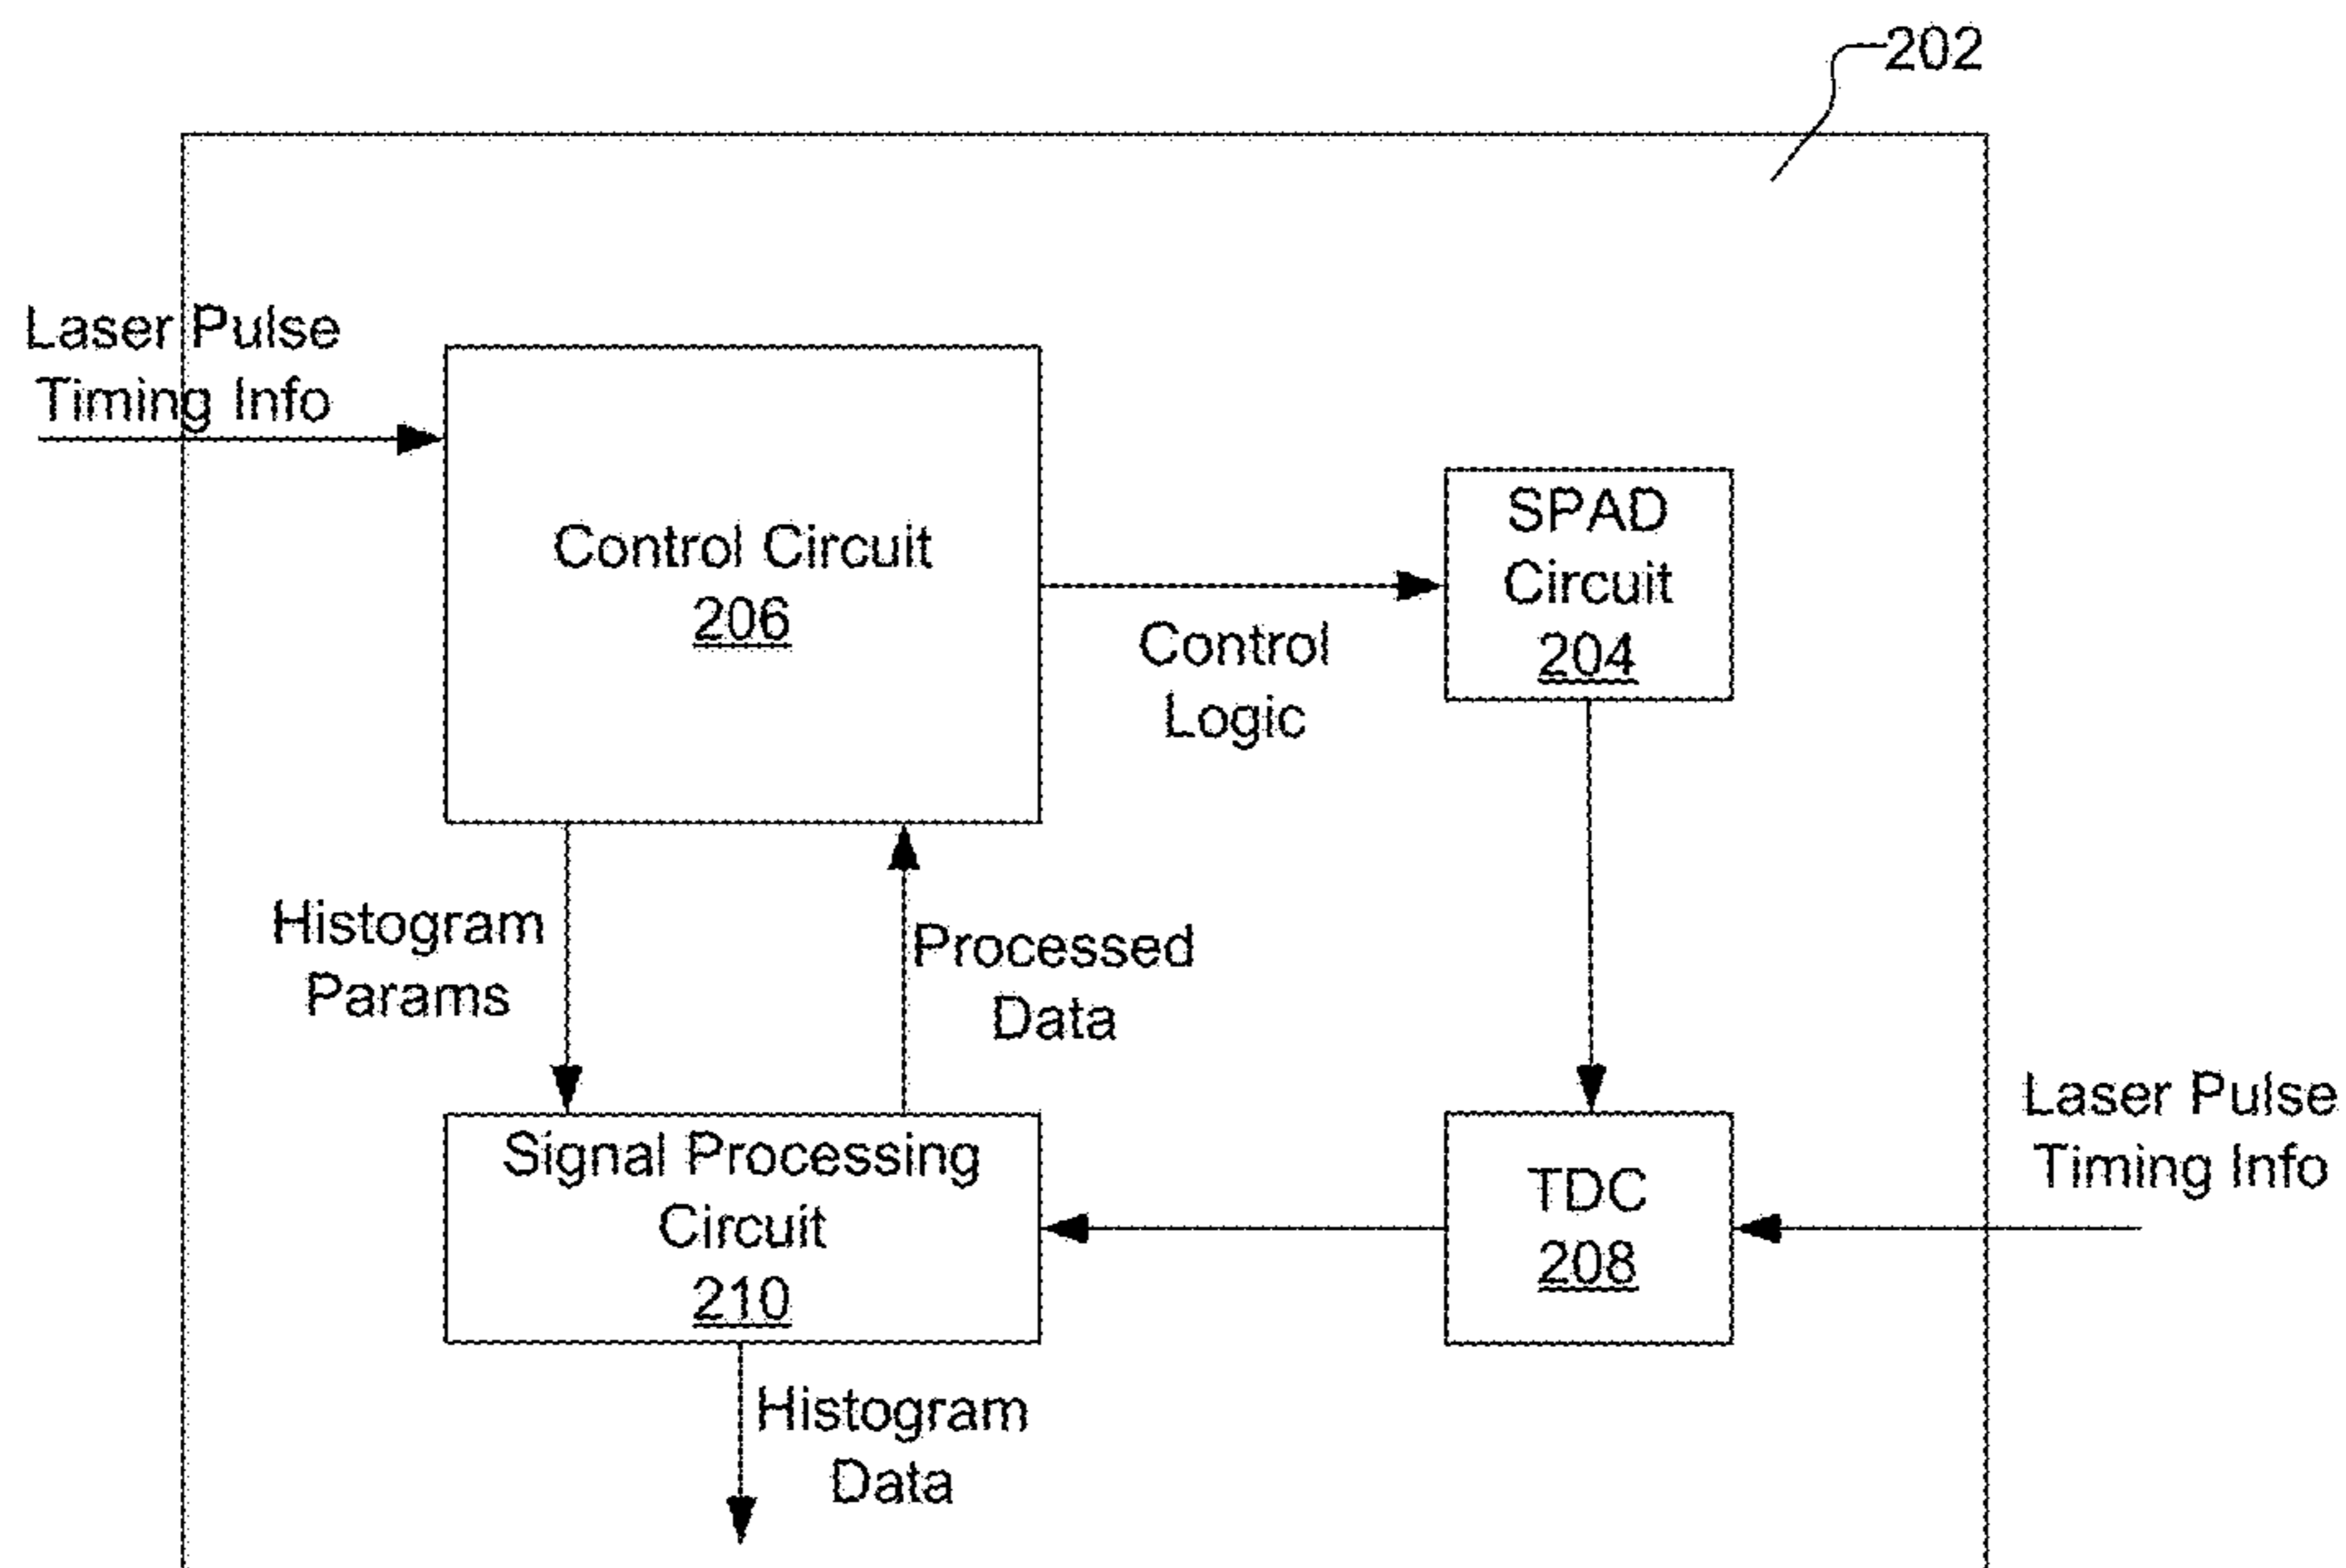 202
Laser Pulse
Timing Info
Control Circuit
206
SPAD
Circuit
204
Control
Logic
Histogram
Params
Processed
Data
Signal Processing
Circuit
210
TDC
208
Laser Pulse
Timing Info
Histogram
Data